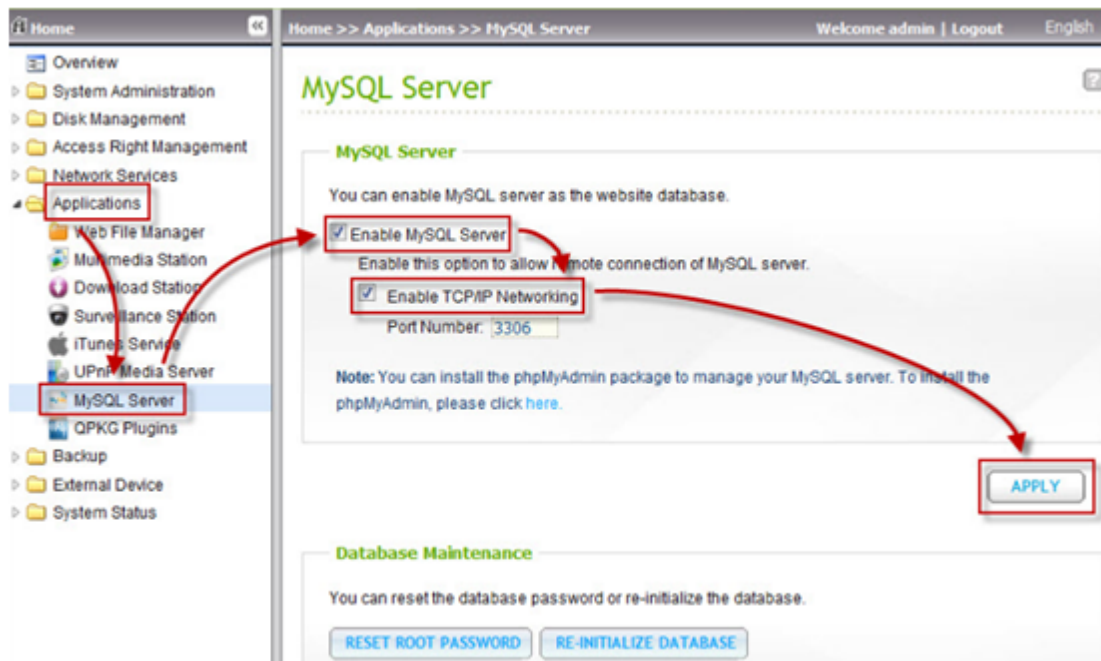 Home
Home >> Applications >> MySQL Server
Welcome admin | Logout
English
Overview
System Administration
Disk Management
Access Right Management
Network Services
Applications
Web File Manager
Multimedia Station
Download Station
Surveillance Station
iTunes Service
UPnP Media Server
MySQL Server
QPKG Plugins
Backup
External Device
System Status
MySQL Server
?
MySQL Server
You can enable MySQL server as the website database.
Enable MySQL Server
Enable this option to allow remote connection of MySQL server.
Enable TCP/IP Networking
Port Number: 3306
Note: You can install the phpMyAdmin package to manage your MySQL server. To install the
phpMyAdmin, please click here.
APPLY
Database Maintenance
You can reset the database password or re-initialize the database.
RESET ROOT PASSWORD
RE-INITIALIZE DATABASE